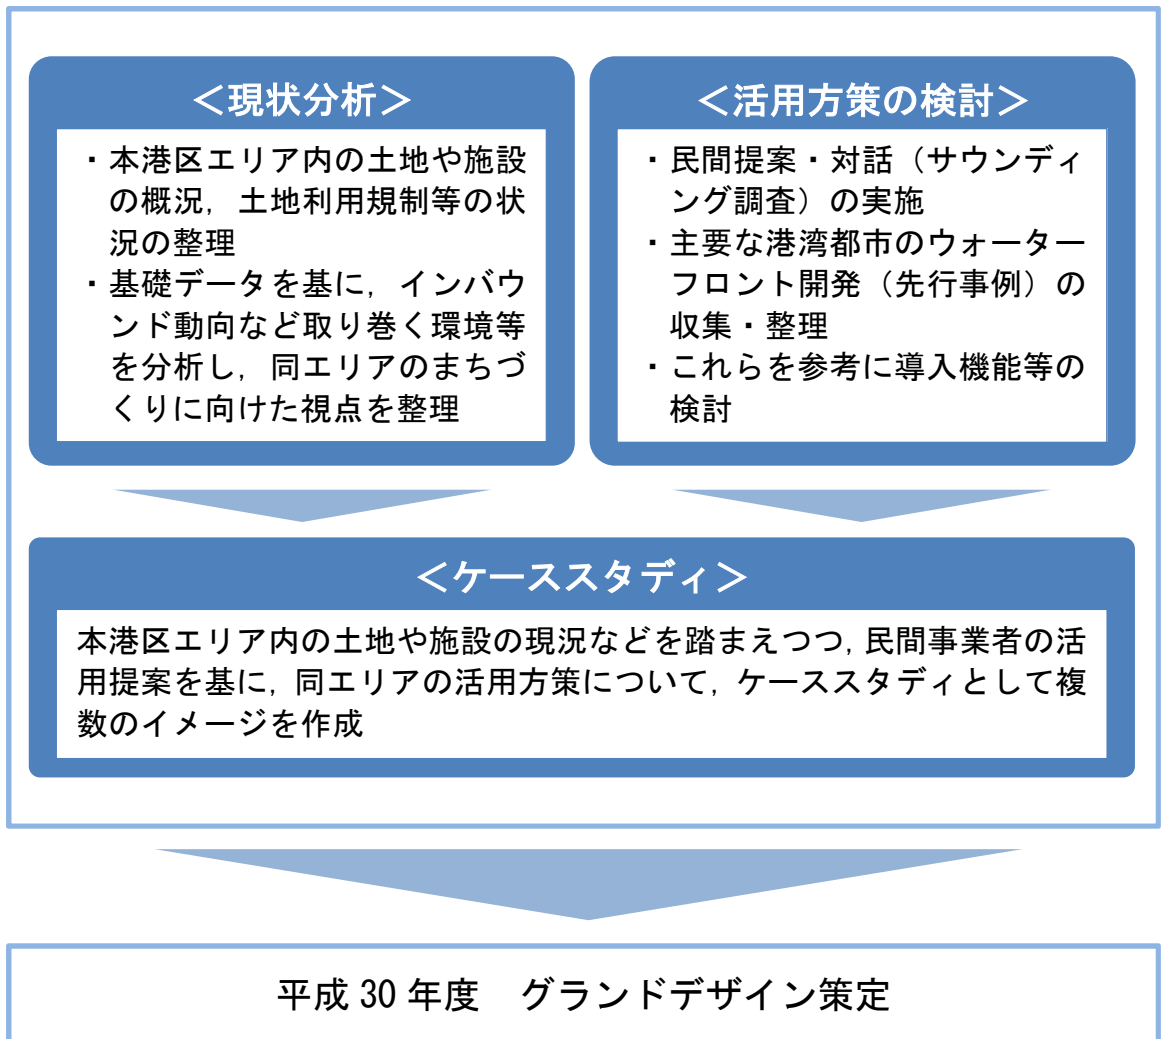 ＜現状分析＞
・本港区エリア内の土地や施設
の概況，土地利用規制等の状
況の整理
・基礎データを基に，インバウ
ンド動向など取り巻く環境等
を分析し，同エリアのまちづ
くりに向けた視点を整理
＜活用方策の検討＞
・民間提案・対話（サウンディ
ング調査）の実施
・主要な港湾都市のウォーター
フロント開発（先行事例）の
収集・整理
・これらを参考に導入機能等の
検討
＜ケーススタディ＞
本港区エリア内の土地や施設の現況などを踏まえつつ，民間事業者の活
用提案を基に，同エリアの活用方策について，ケーススタディとして複
数のイメージを作成
平成 30 年度　グランドデザイン策定